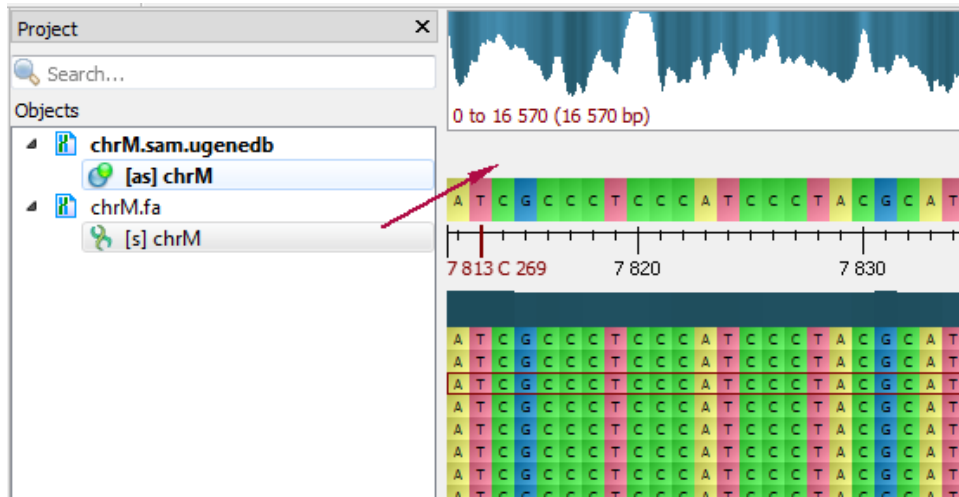 Project
Search...
Objects
chrM.sam.ugenedb
[as] chrM
chrM.fa
[s] chrM
0 to 16 570 (16 570 bp)
A T C G C C C T C C C A T C C C T A C G C A T
7 813 C 269 7 820 7 830
A T C G C C C T C C C A T C C C T A C G C A T
A T C G C C C T C C C A T C C C T A C G C A T
A T C G C C C T C C C A T C C C T A C G C A T
A T C G C C C T C C C A T C C C T A C G C A T
A T C G C C C T C C C A T C C C T A C G C A T
A T C G C C C T C C C A T C C C T A C G C A T
A T C G C C C T C C C A T C C C T A C G C A T